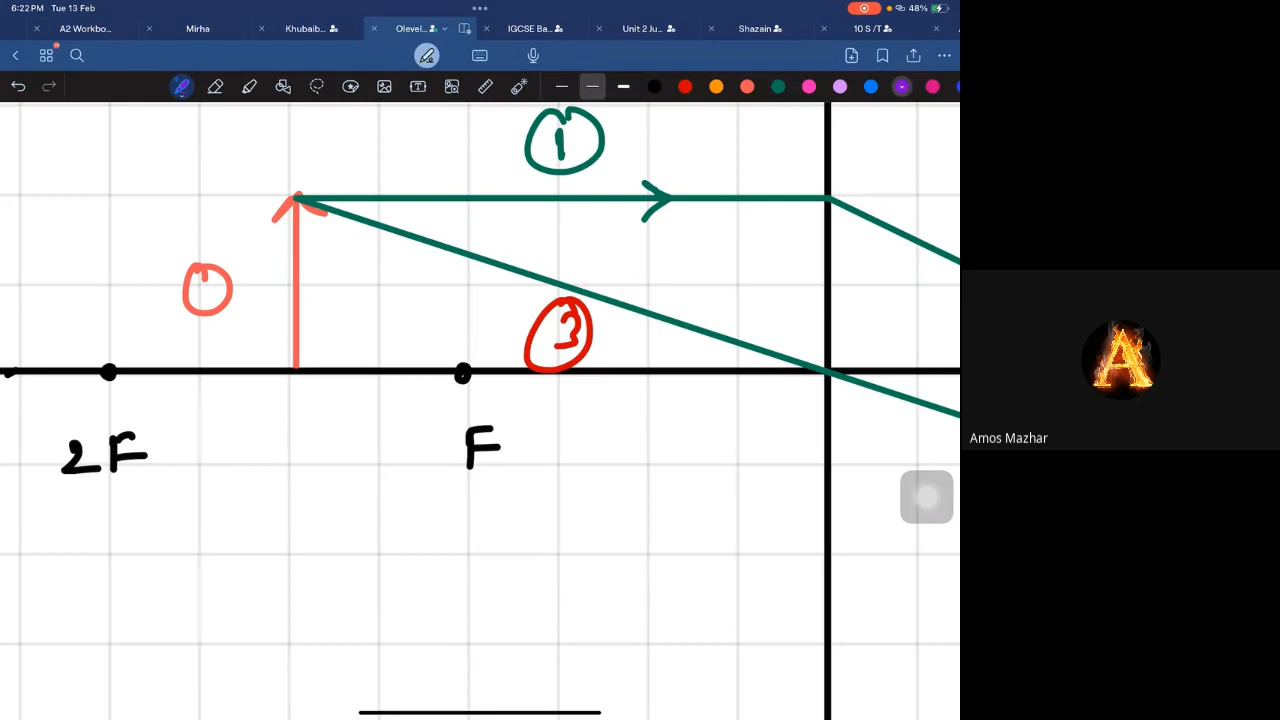 6:22 PM Tue 13 Feb
48%
A2 Workbo...
Mirha
Khubaib...
Olevel...
IGCSE Ba...
Unit 2 Ju...
Shazain
10 S /T
1
3
2F
F
A
Amos Mazhar